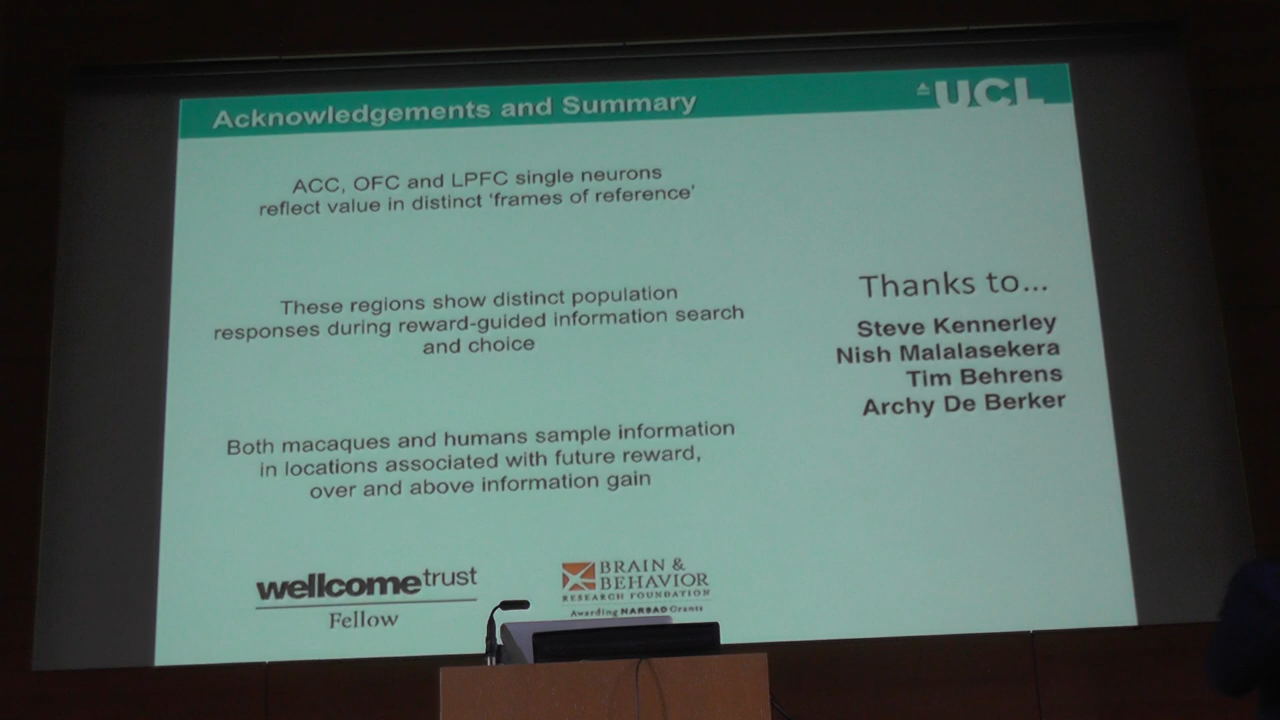 Acknowledgements and Summary
UCL
ACC, OFC and LPFC single neurons
reflect value in distinct 'frames of reference'
These regions show distinct population
responses during reward-guided information search
and choice
Both macaques and humans sample information
in locations associated with future reward,
over and above information gain
Thanks to...
Steve Kennerley
Nish Malalasekera
Tim Behrens
Archy De Berker
wellcometrust
Fellow
BRAIN &
BEHAVIOR
RESEARCH FOUNDATION
Awarding NARSAD Grants